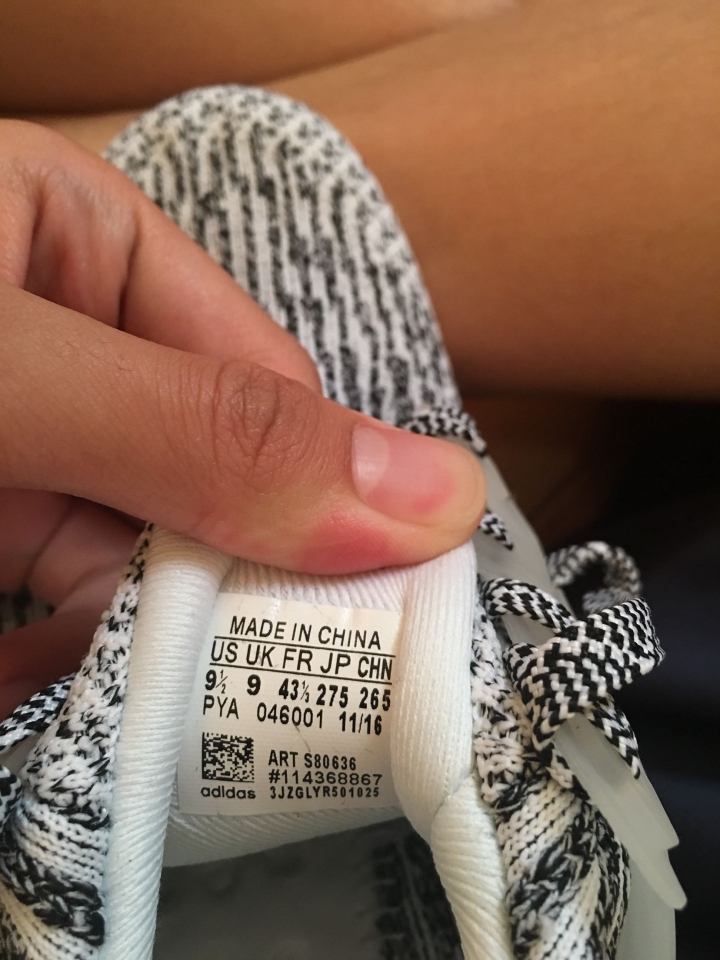 MADE IN CHINA
US UK FR JP CHN
9½ 9 43⅓ 275 265
PYA 046001 11/16
ART S80636
#114368867
adidas 3JZGLYR501025